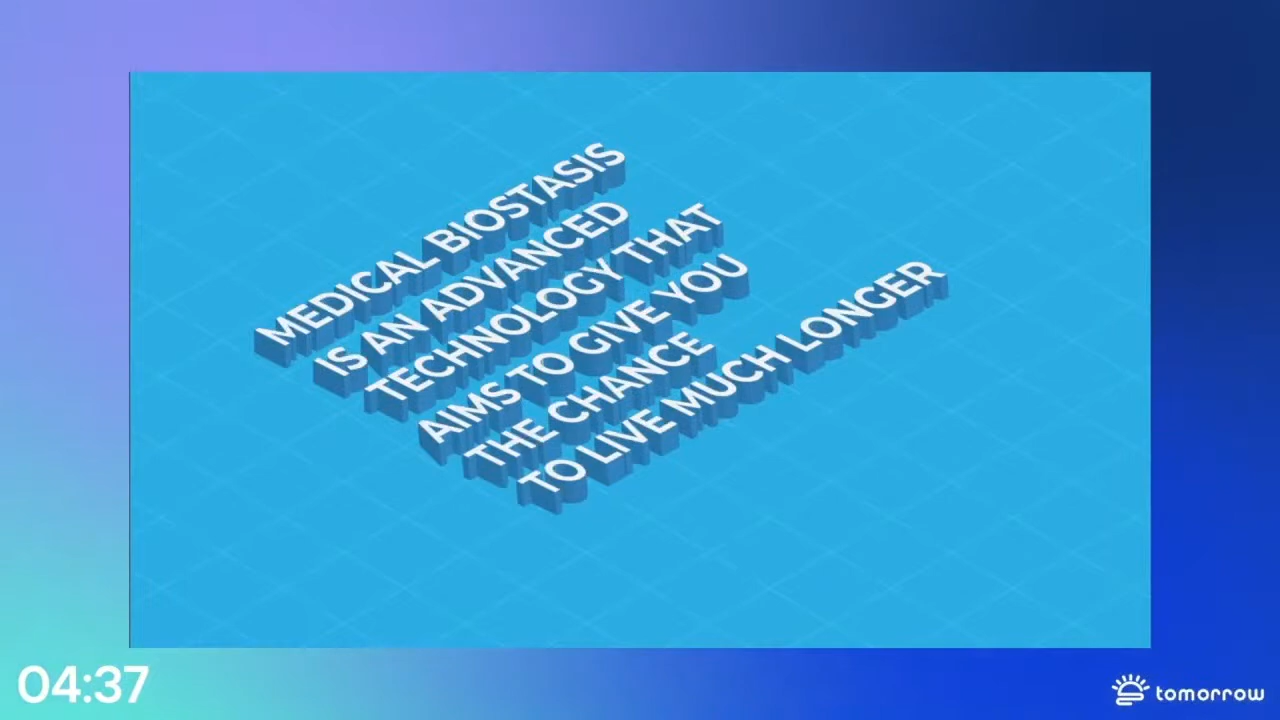 MEDICAL BIOSTASIS
IS AN ADVANCED
TECHNOLOGY THAT
AIMS TO GIVE YOU
THE CHANCE
TO LIVE MUCH LONGER
04:37
tomorrow